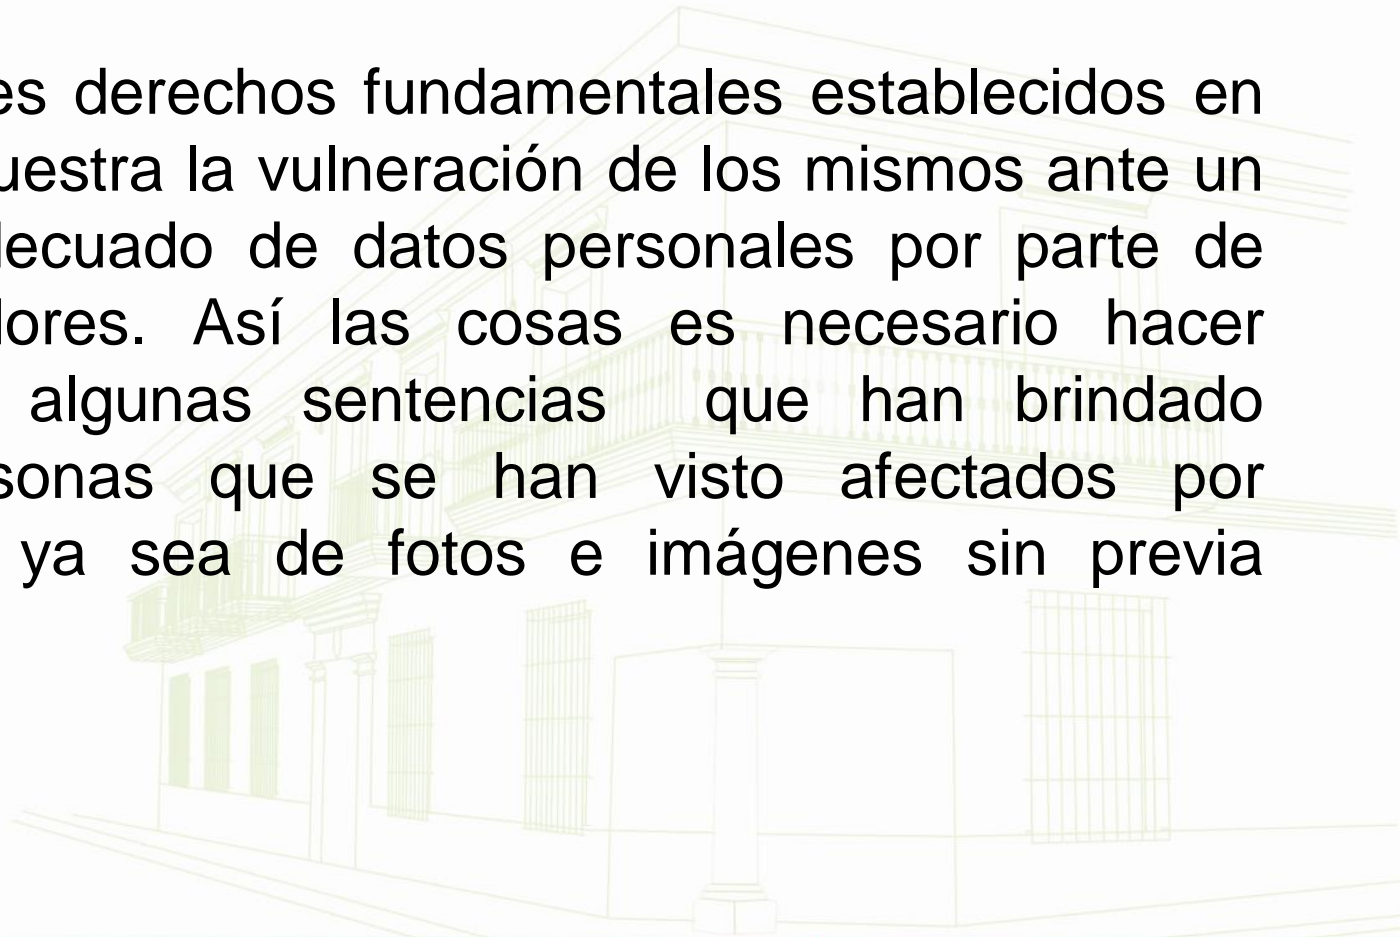 es derechos fundamentales establecidos en
uestra la vulneración de los mismos ante un
ecuado de datos personales por parte de
lores. Así las cosas es necesario hacer
algunas sentencias que han brindado
sonas que se han visto afectados por
ya sea de fotos e imágenes sin previa